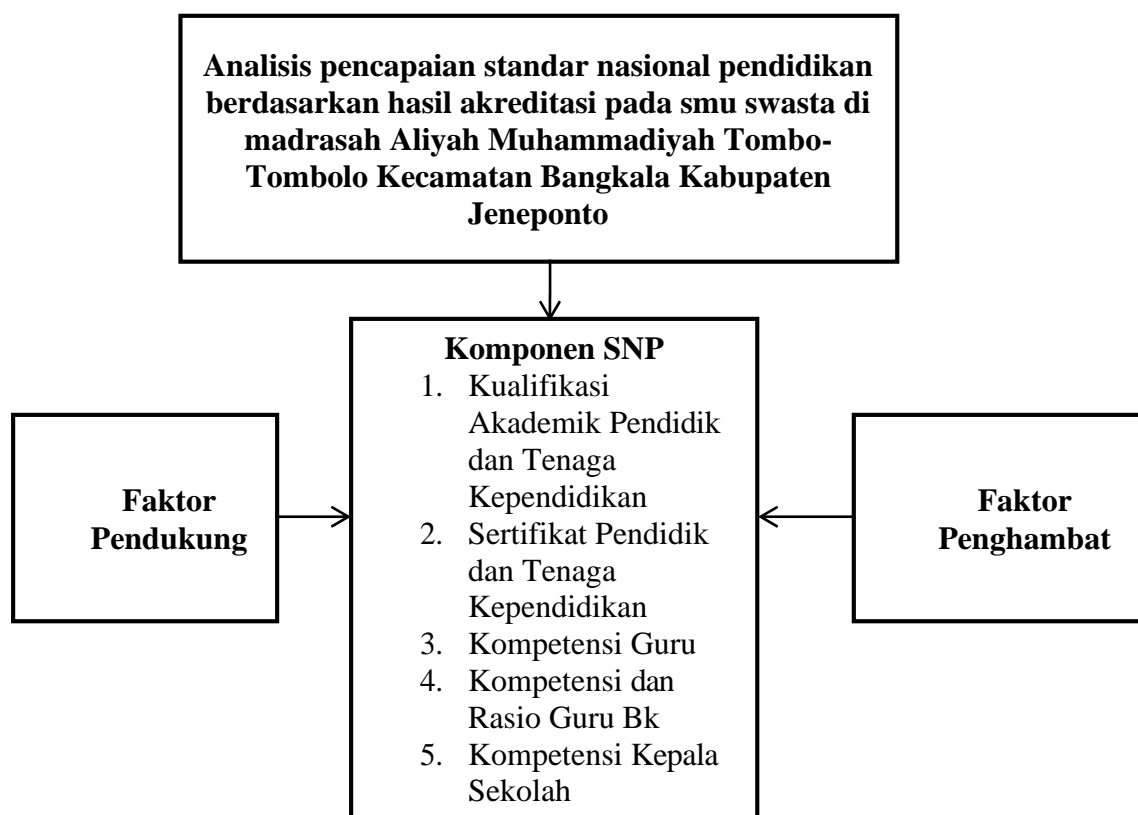 Analisis pencapaian standar nasional pendidikan
berdasarkan hasil akreditasi pada smu swasta di
madrasah Aliyah Muhammadiyah Tombo-
Tombolo Kecamatan Bangkala Kabupaten
Jeneponto
Komponen SNP
1. Kualifikasi
Akademik Pendidik
dan Tenaga
Kependidikan
2. Sertifikat Pendidik
dan Tenaga
Kependidikan
3. Kompetensi Guru
4. Kompetensi dan
Rasio Guru Bk
5. Kompetensi Kepala
Sekolah
Faktor
Pendukung
Faktor
Penghambat